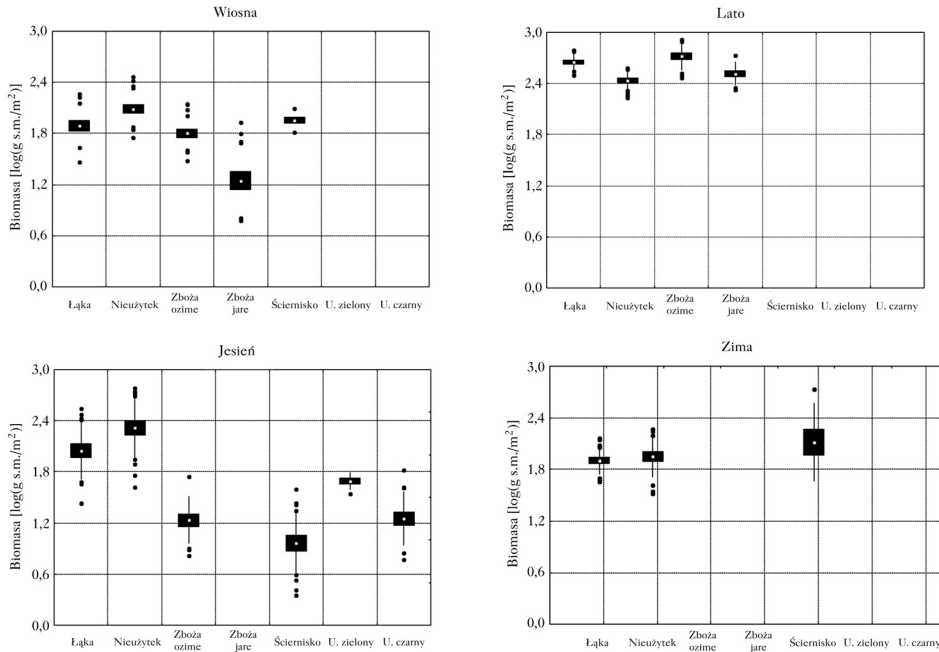 Wiosna
Biomasa [log(g s.m./m²)]
3,0
2,4
1,8
1,2
0,6
0,0
Łąka Nieużytek Zboża ozime Zboża jare Ściernisko U. zielony U. czarny
Lato
Biomasa [log(g s.m./m²)]
3,0
2,4
1,8
1,2
0,6
0,0
Łąka Nieużytek Zboża ozime Zboża jare Ściernisko U. zielony U. czarny
Jesień
Biomasa [log(g s.m./m²)]
3,0
2,4
1,8
1,2
0,6
0,0
Łąka Nieużytek Zboża ozime Zboża jare Ściernisko U. zielony U. czarny
Zima
Biomasa [log(g s.m./m²)]
3,0
2,4
1,8
1,2
0,6
0,0
Łąka Nieużytek Zboża ozime Zboża jare Ściernisko U. zielony U. czarny